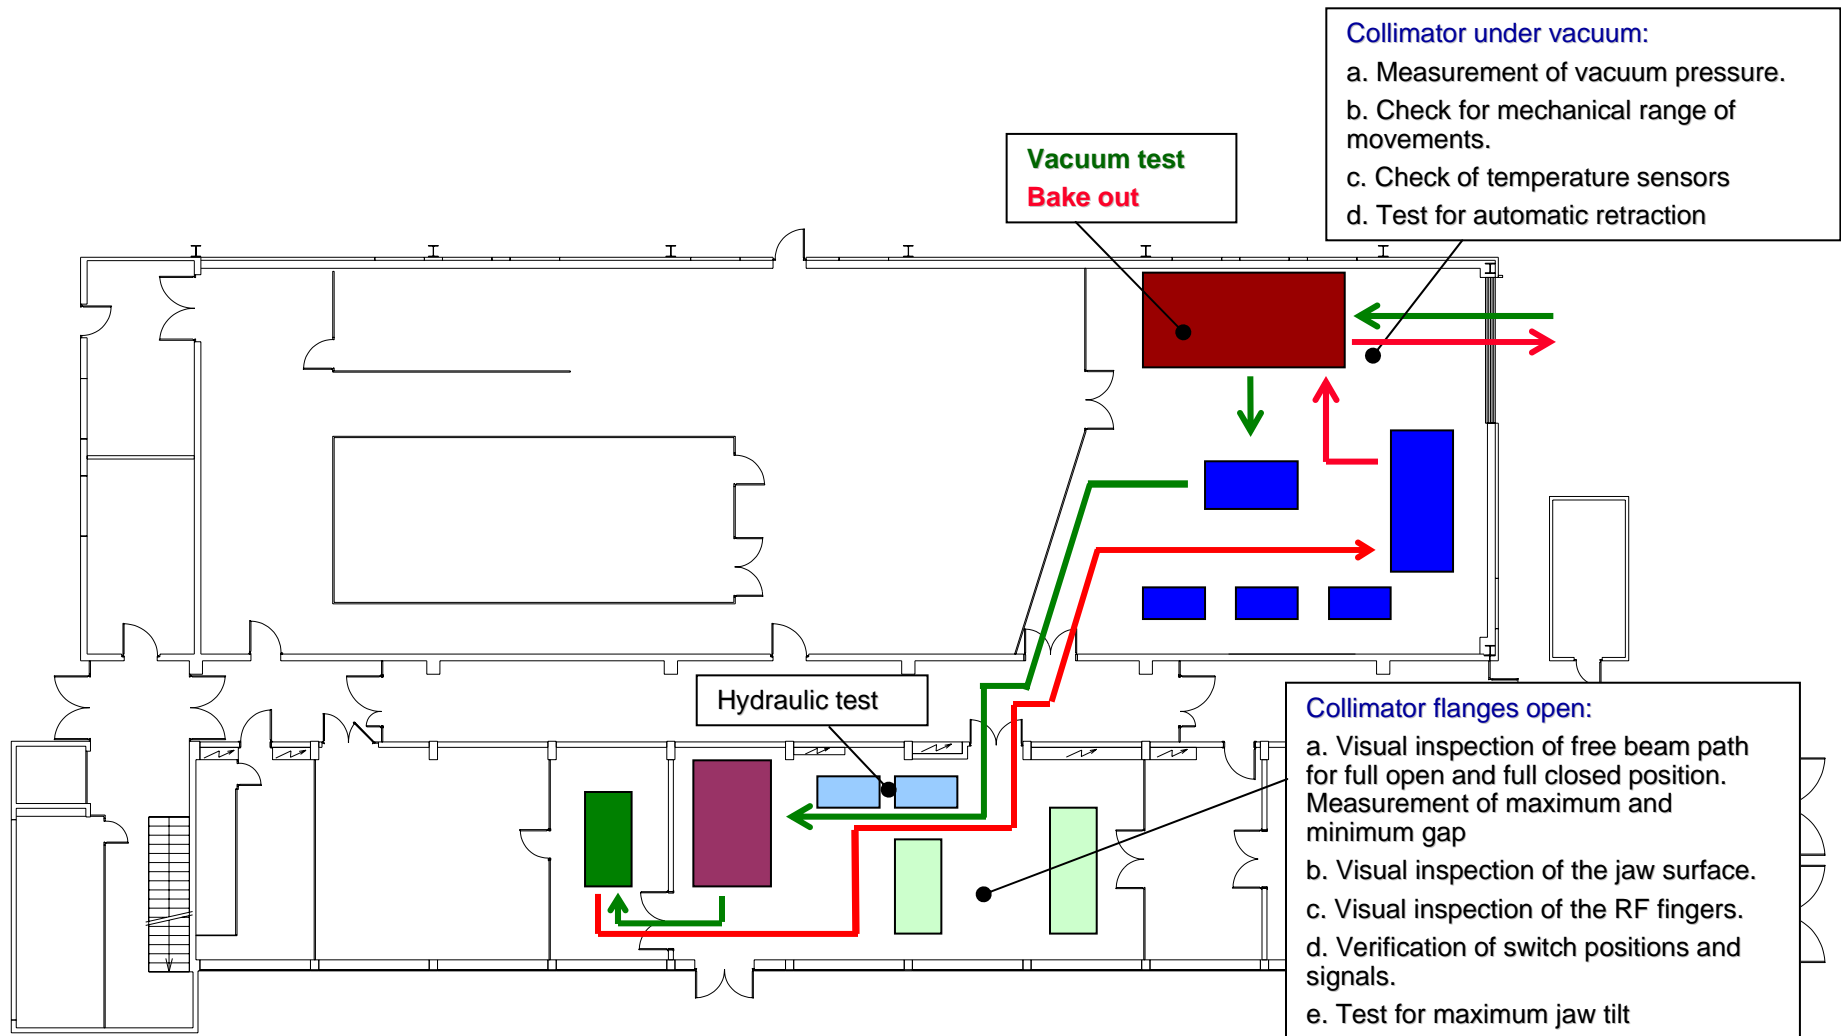 Collimator under vacuum:
a. Measurement of vacuum pressure.
b. Check for mechanical range of
movements.
c. Check of temperature sensors
d. Test for automatic retraction
Vacuum test
Bake out
Hydraulic test
Collimator flanges open:
a. Visual inspection of free beam path
for full open and full closed position.
Measurement of maximum and
minimum gap
b. Visual inspection of the jaw surface.
c. Visual inspection of the RF fingers.
d. Verification of switch positions and
signals.
e. Test for maximum jaw tilt